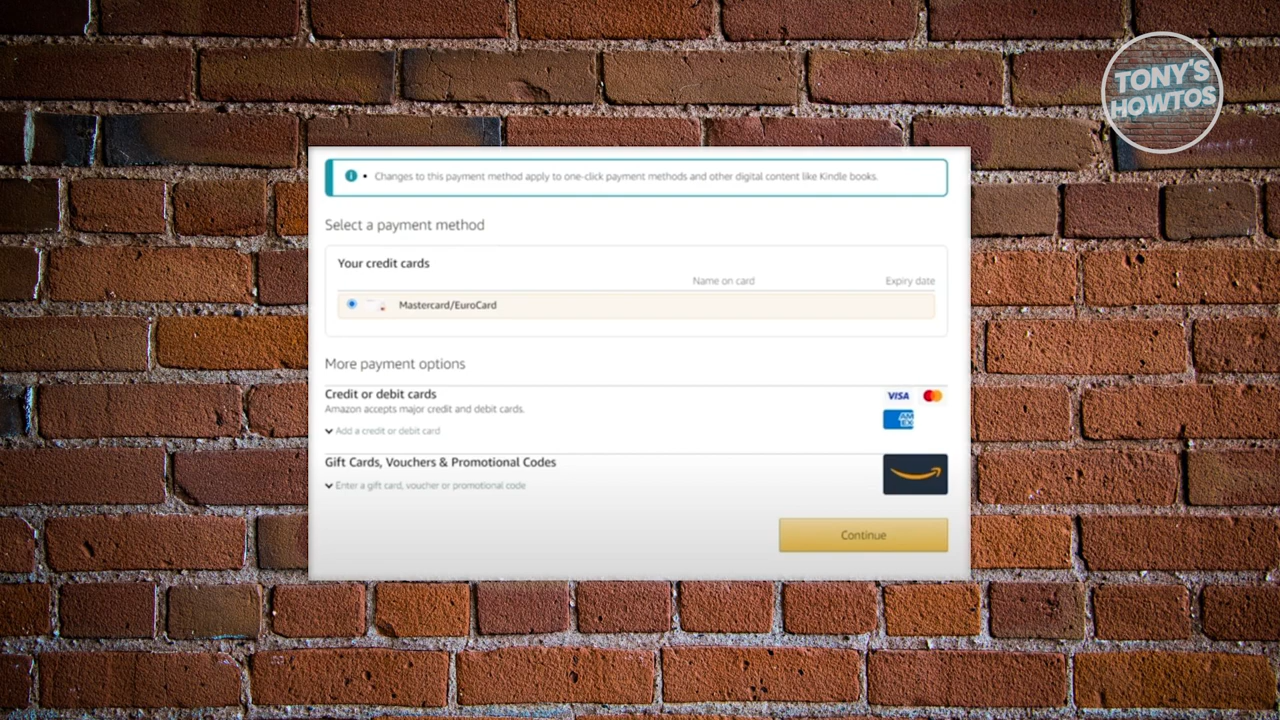 TONY'S
HOWTOS
• Changes to this payment method apply to one-click payment methods and other digital content like Kindle books.
Select a payment method
Your credit cards
Name on card Expiry date
Mastercard/EuroCard
More payment options
Credit or debit cards
Amazon accepts major credit and debit cards.
Add a credit or debit card
VISA
AM
EX
Gift Cards, Vouchers & Promotional Codes
Enter a gift card, voucher or promotional code
Continue